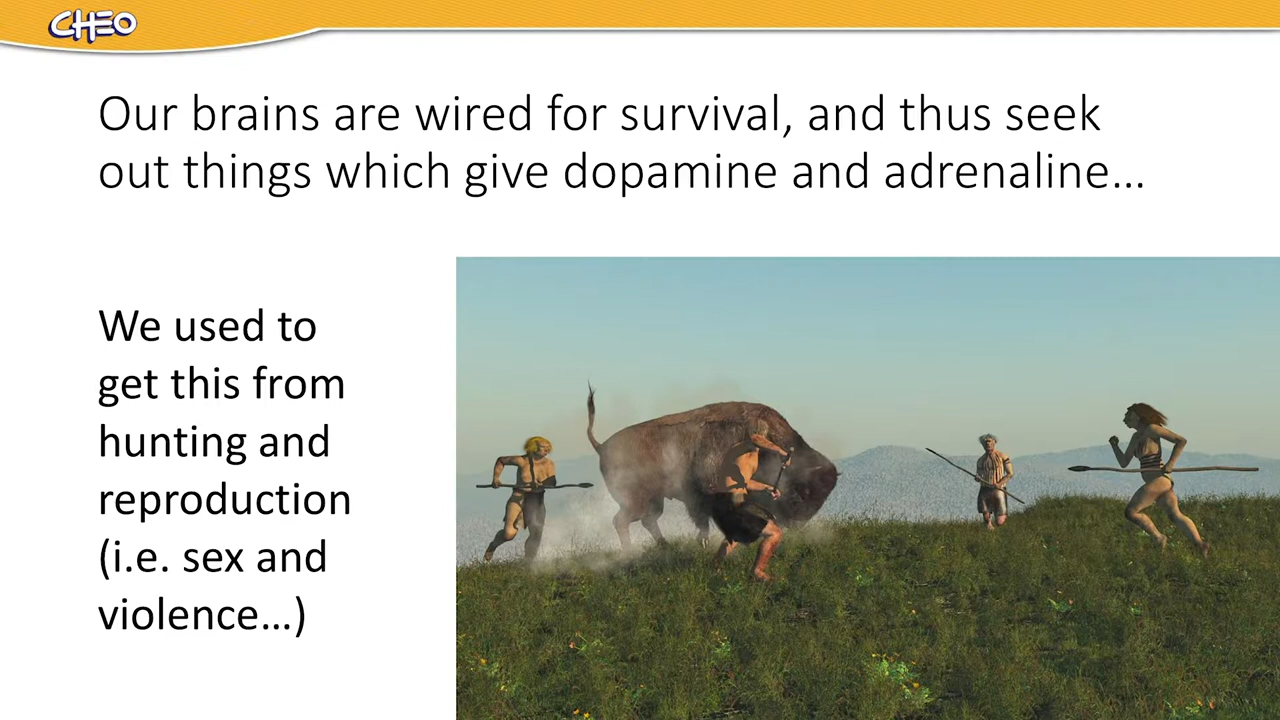 CHEO
Our brains are wired for survival, and thus seek
out things which give dopamine and adrenaline…
We used to
get this from
hunting and
reproduction
(i.e. sex and
violence…)